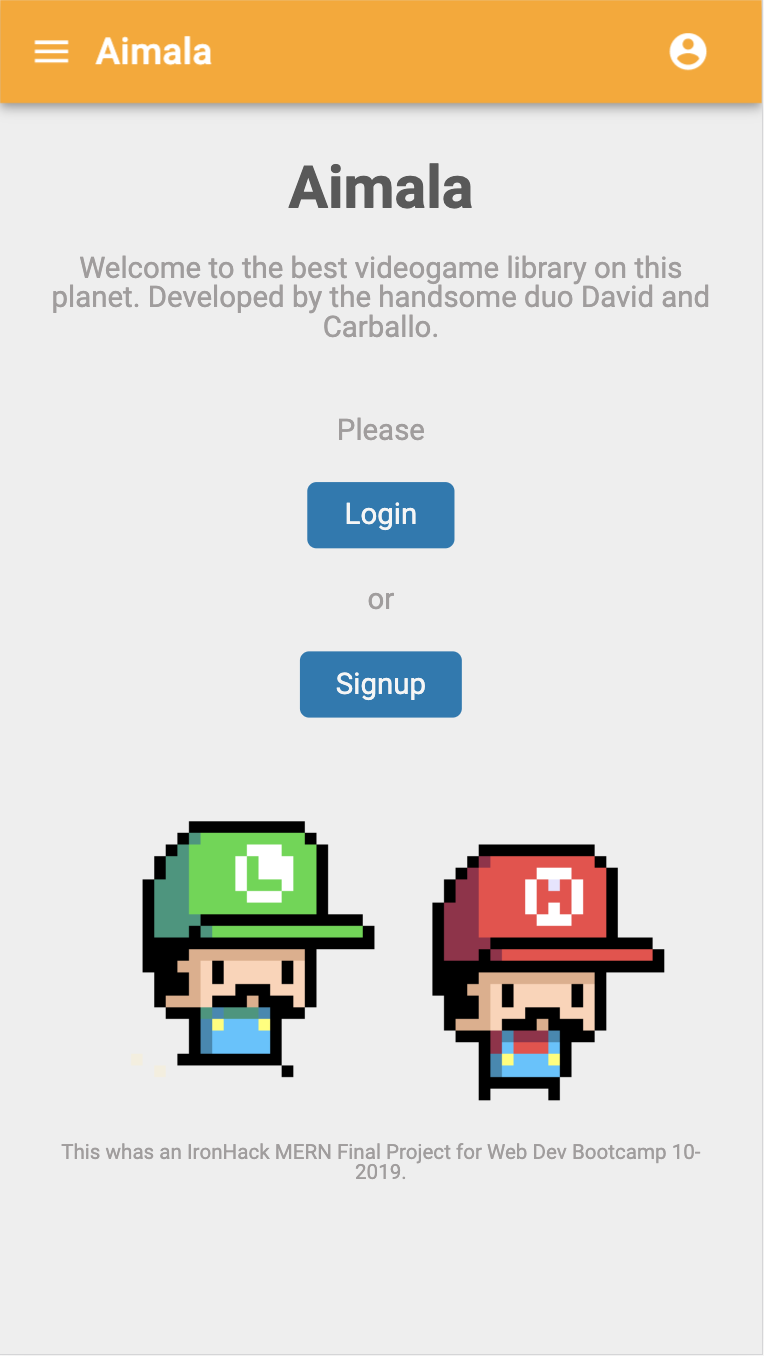 Aimala
Aimala
Welcome to the best videogame library on this
planet. Developed by the handsome duo David and
Carballo.
Please
Login
or
Signup
L
M
This whas an IronHack MERN Final Project for Web Dev Bootcamp 10-
2019.